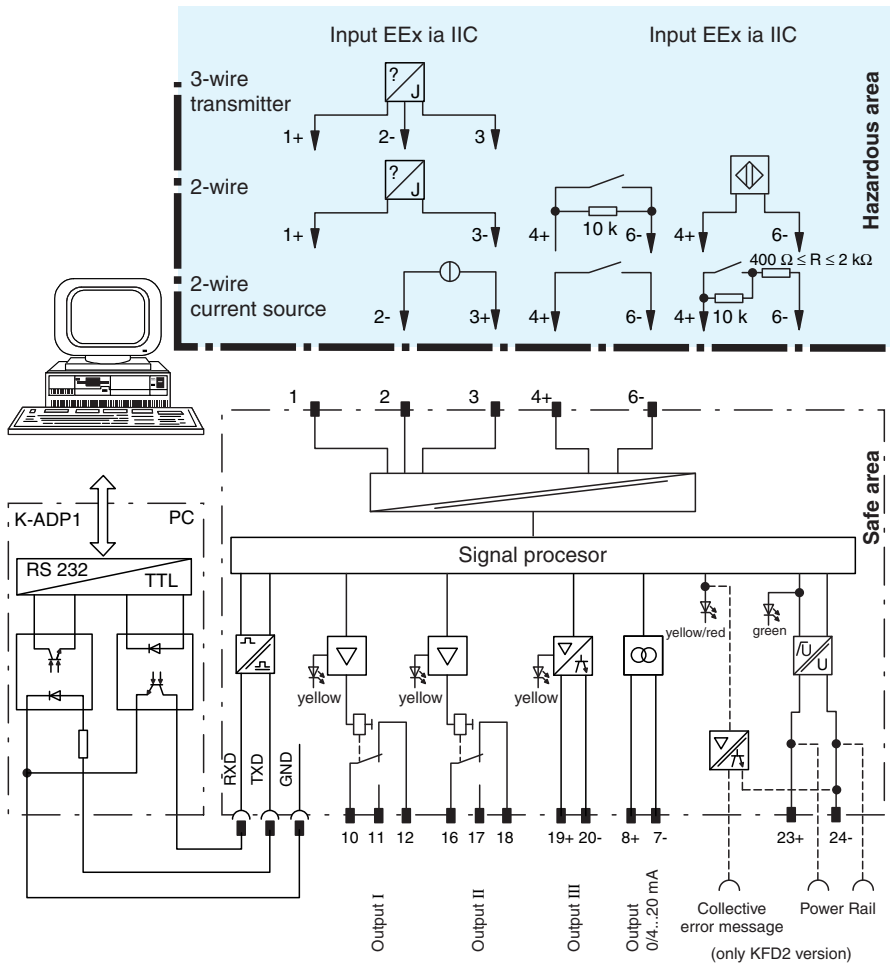 Input EEx ia IIC
Input EEx ia IIC
3-wire
transmitter
?
J
1+
2-
3
Hazardous area
2-wire
?
J
1+
3-
4+
10 k
6-
4+
6-
400 Ω ≤ R ≤ 2 kΩ
2-wire
current source
2-
3+
4+
6-
4+
10 k
6-
1
2
3
4+
6-
Safe area
K-ADP1
PC
RS 232
TTL
Signal procesor
yellow/red
green
yellow
yellow
yellow
U
U
RXD
TXD
GND
10
11
12
16
17
18
19+
20-
8+
7-
23+
24-
Output I
Output II
Output III
Output
0/4...20 mA
Collective
error message
Power Rail
(only KFD2 version)